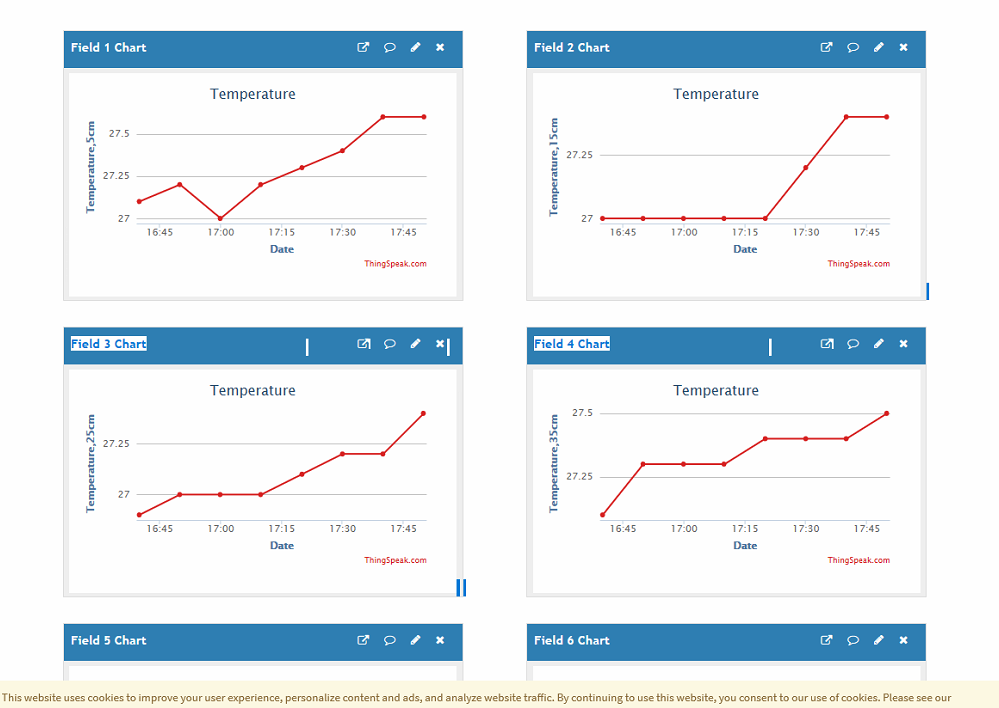 Field 1 Chart
Temperature
Temperature,5cm
27.5
27.25
27
16:45 17:00 17:15 17:30 17:45
Date
ThingSpeak.com
Field 2 Chart
Temperature
Temperature,15cm
27.25
27
16:45 17:00 17:15 17:30 17:45
Date
ThingSpeak.com
Field 3 Chart
Temperature
Temperature,25cm
27.25
27
16:45 17:00 17:15 17:30 17:45
Date
ThingSpeak.com
Field 4 Chart
Temperature
Temperature,35cm
27.5
27.25
16:45 17:00 17:15 17:30 17:45
Date
ThingSpeak.com
Field 5 Chart
Field 6 Chart
This website uses cookies to improve your user experience, personalize content and ads, and analyze website traffic. By continuing to use this website, you consent to our use of cookies. Please see our